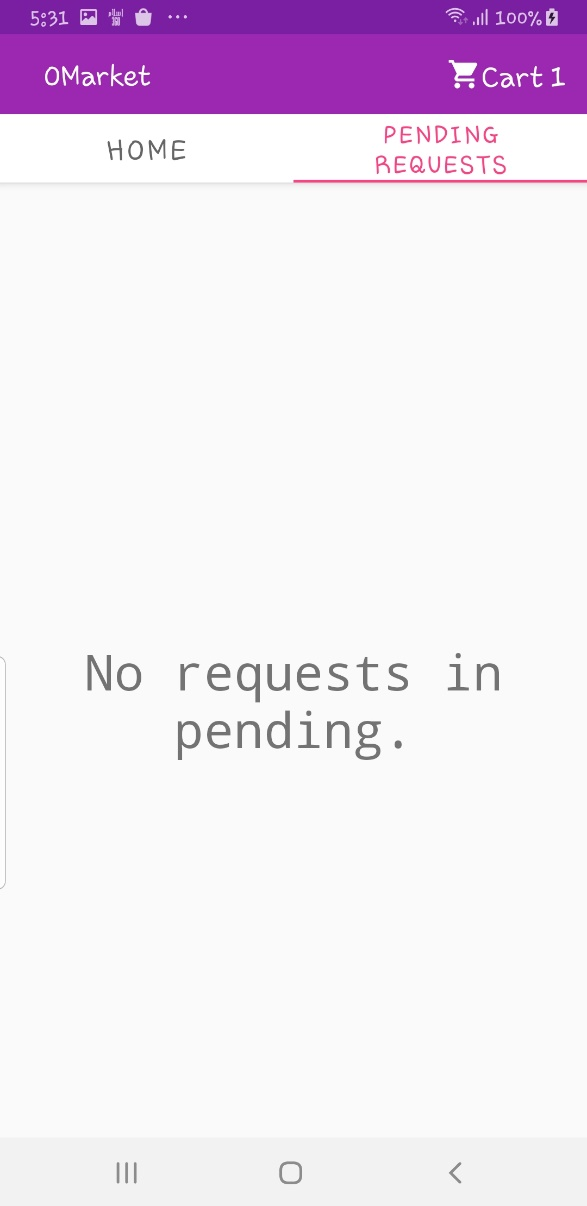 5:31
100%
OMarket
Cart 1
HOME
PENDING
REQUESTS
No requests in
pending.